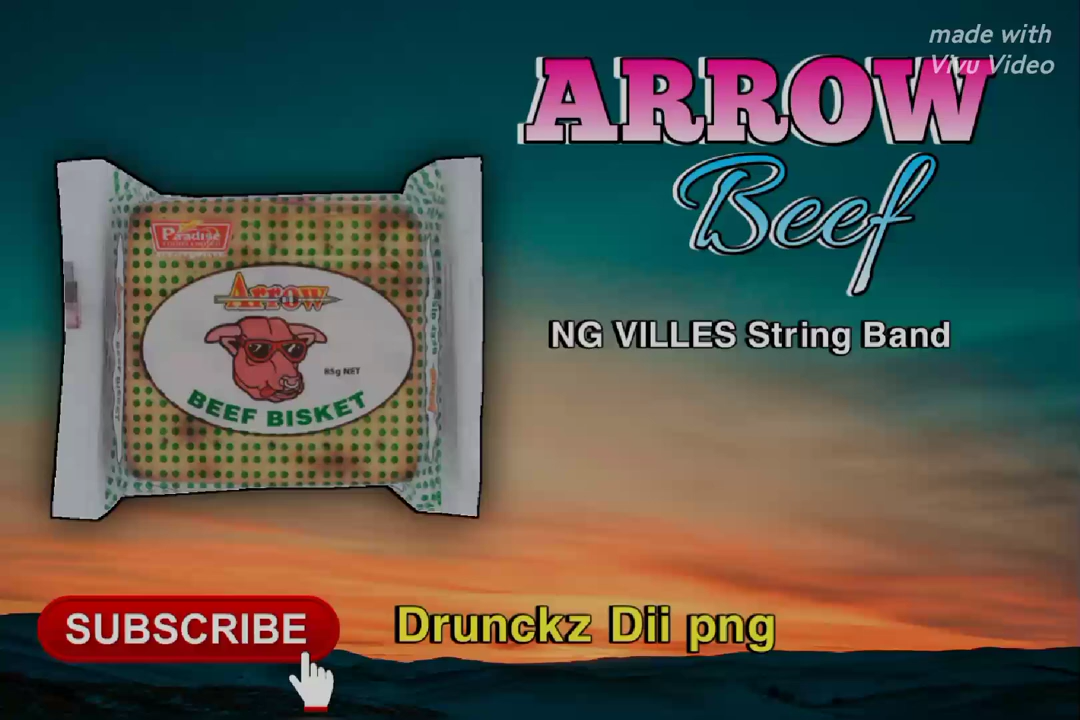 made with
Vivu Video
ARROW
Beef
NG VILLES String Band
Paradise
Arrow
85g NET
BEEF BISKET
SUBSCRIBE
Drunckz Dii png